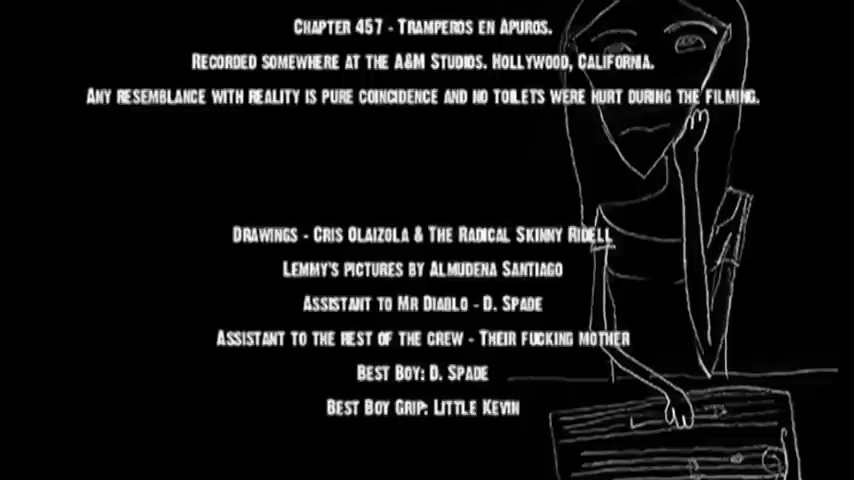 Chapter 457 - Tramperos en Apuros.
Recorded somewhere at the A&M Studios. Hollywood, California.
Any resemblance with reality is pure coincidence and no toilets were hurt during the filming.
Drawings - Cris Olaizola & The Radical Skinny Ridell
Lemmy's pictures by Almudena Santiago
Assistant to Mr Diablo - D. Spade
Assistant to the rest of the crew - Their fucking mother
Best Boy: D. Spade
Best Boy Grip: Little Kevin